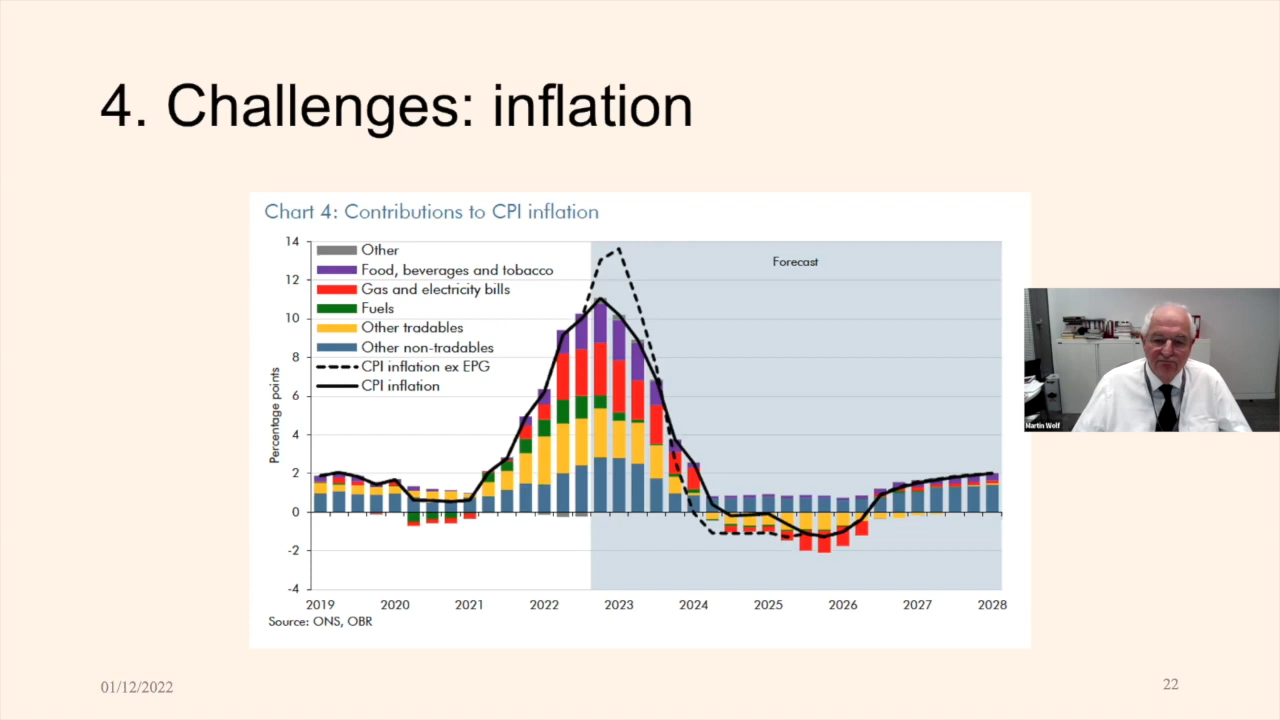 4. Challenges: inflation
Chart 4: Contributions to CPI inflation
14
12
10
8
6
4
2
0
-2
-4
Percentage points
Other
Food, beverages and tobacco
Gas and electricity bills
Fuels
Other tradables
Other non-tradables
CPI inflation ex EPG
CPI inflation
Forecast
2019 2020 2021 2022 2023 2024 2025 2026 2027 2028
Source: ONS, OBR
Martin Wolf
01/12/2022
22